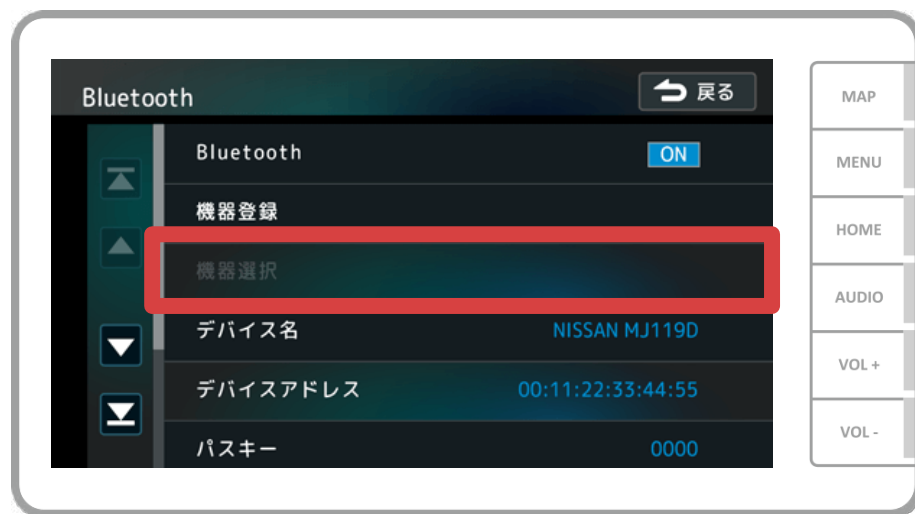 Bluetooth
戻る
Bluetooth ON
機器登録
機器選択
デバイス名 NISSAN MJ119D
デバイスアドレス 00:11:22:33:44:55
パスキー 0000
MAP
MENU
HOME
AUDIO
VOL +
VOL -